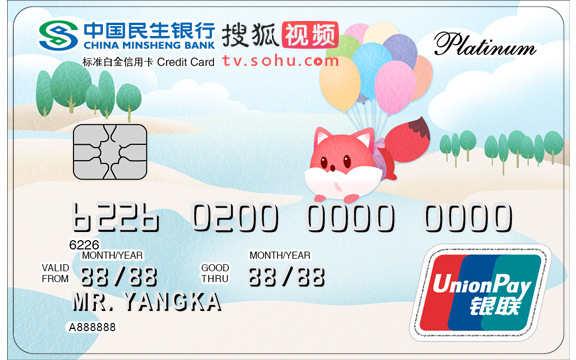 中国民生银行 搜狐视频
CHINA MINSHENG BANK tv.sohu.com
标准白金信用卡 Credit Card
Platinum
6226 0200 0000 0000
6226
MONTH/YEAR MONTH/YEAR
VALID FROM 88/88 GOOD THRU 88/88
MR. YANGKA
A888888
UnionPay
银联